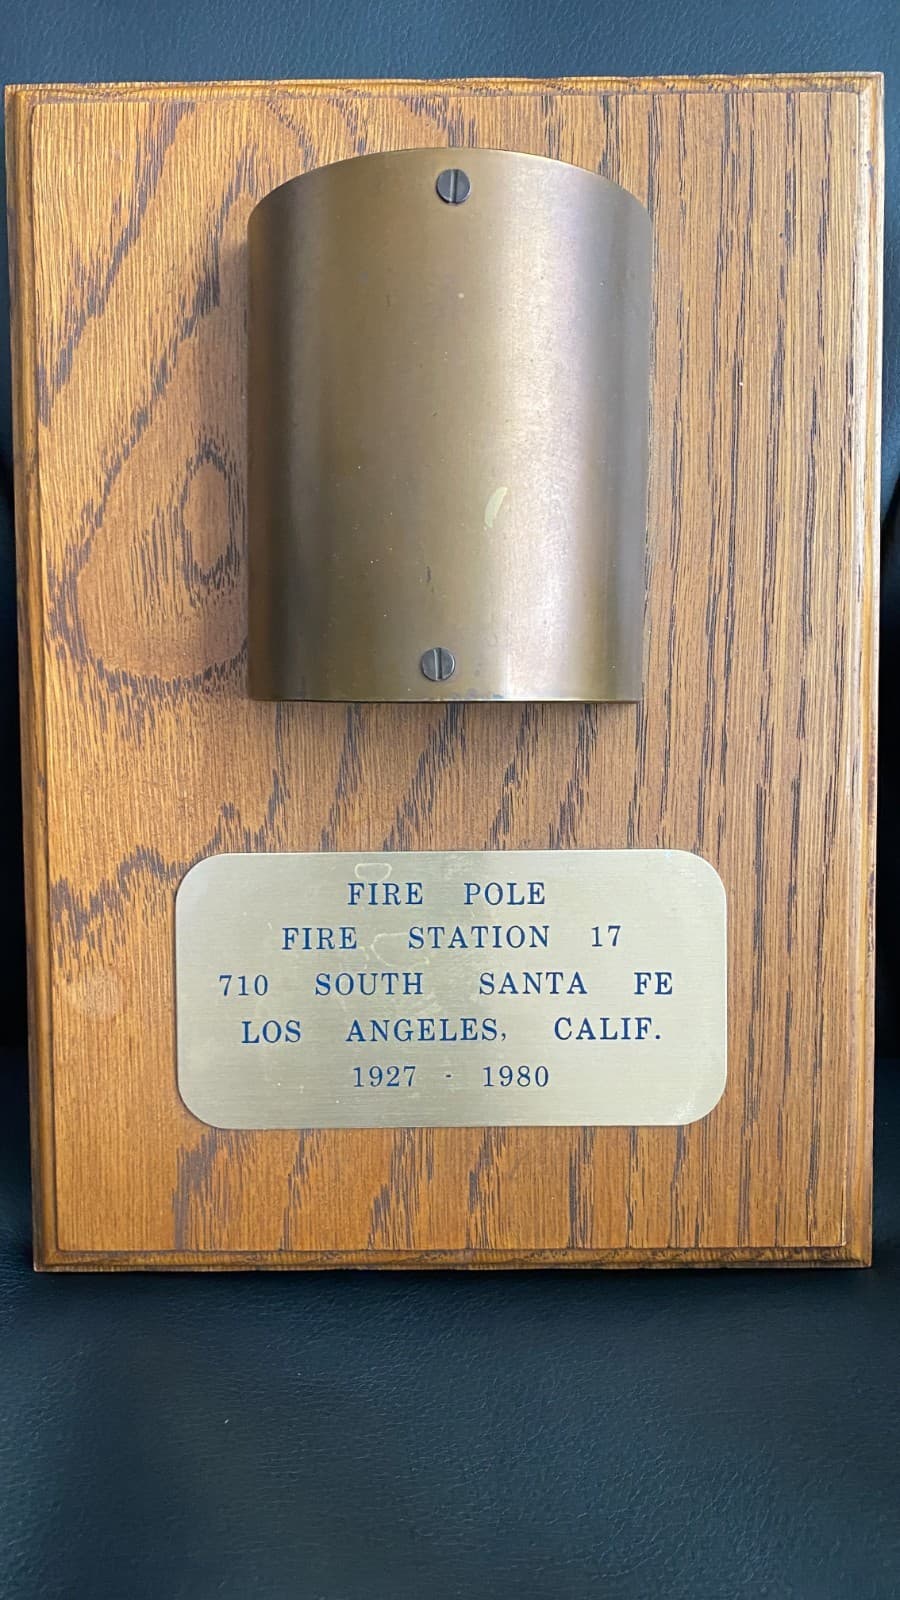 FIRE POLE
FIRE STATION 17
710 SOUTH SANTA FE
LOS ANGELES, CALIF.
1927 - 1980